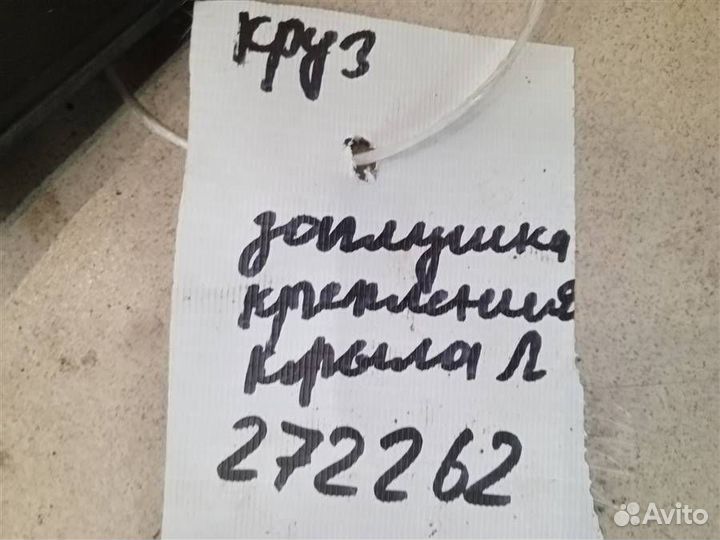 круз
заглушка
крепления
крыла л
272262
Avito